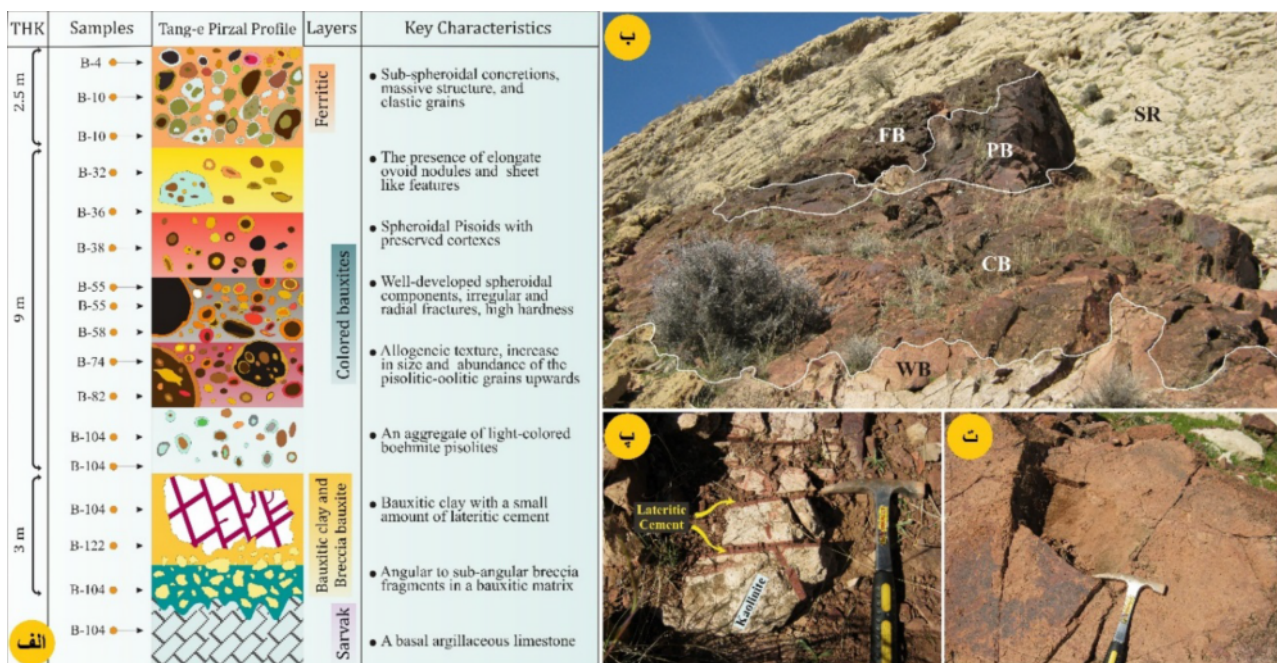 THK Samples Tang-e Pirzal Profile Layers Key Characteristics
2.5 m
9 m
3 m
B-4
B-10
B-10
B-32
B-36
B-38
B-55
B-55
B-58
B-74
B-82
B-104
B-104
B-104
B-122
B-104
B-104
Ferritic
Colored bauxites
Bauxitic clay and
Breccia bauxite
Sarvak
• Sub-spheroidal concretions,
massive structure, and
clastic grains
• The presence of elongate
ovoid nodules and sheet
like features
• Spheroidal Pisoids with
preserved cortexes
• Well-developed spheroidal
components, irregular and
radial fractures, high hardness
• Allogeneic texture, increase
in size and abundance of the
pisolitic-oolitic grains upwards
• An aggregate of light-colored
boehmite pisolites
• Bauxitic clay with a small
amount of lateritic cement
• Angular to sub-angular breccia
fragments in a bauxitic matrix
• A basal argillaceous limestone
الف
ب
FB
PB
SR
CB
WB
پ
Lateritic
Cement
Kaolinite
ت